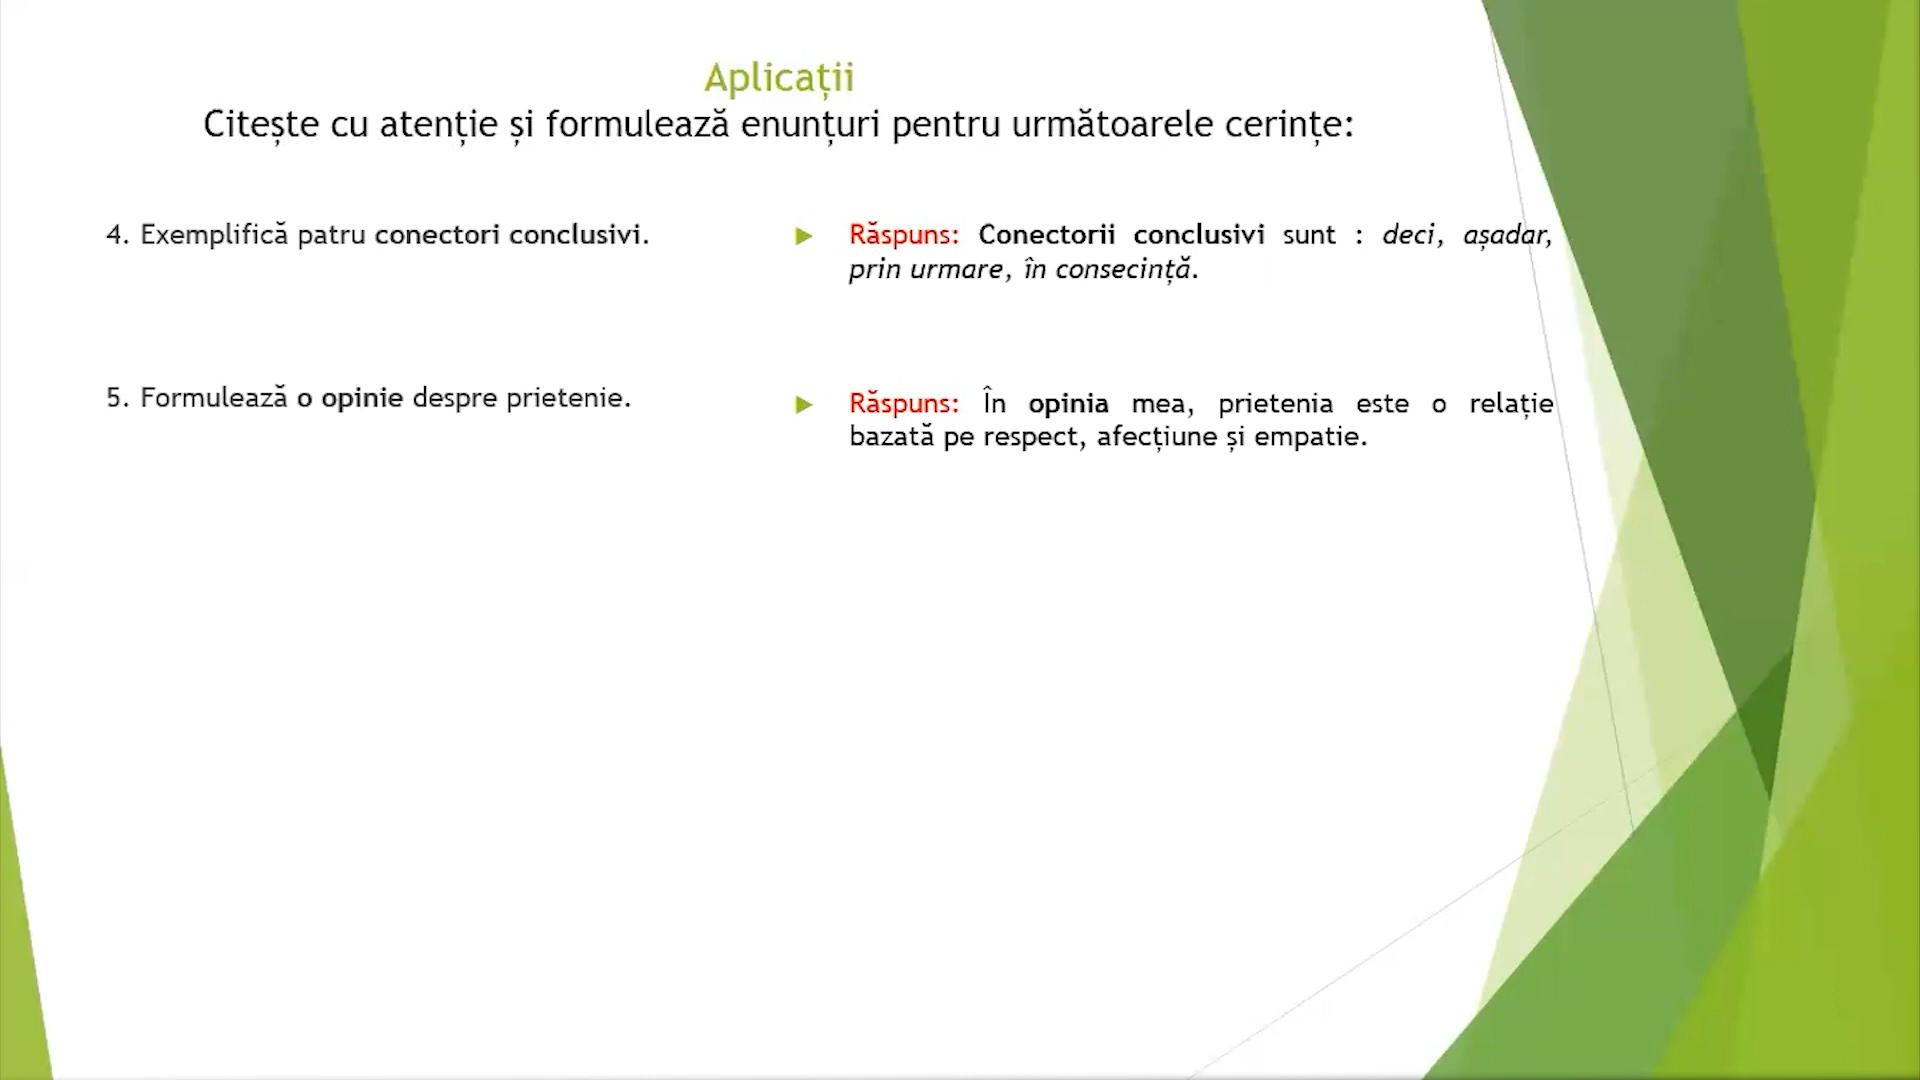 Aplicații
Citește cu atenție și formulează enunțuri pentru următoarele cerințe:
4. Exemplifică patru conectori conclusivi.
Răspuns: Conectorii conclusivi sunt : deci, așadar,
prin urmare, în consecință.
5. Formulează o opinie despre prietenie.
Răspuns: În opinia mea, prietenia este o relație
bazată pe respect, afecțiune și empatie.